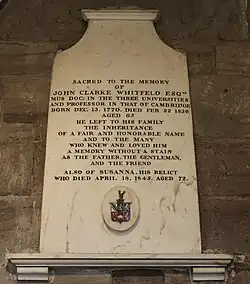 SACRED TO THE MEMORY
OF
JOHN CLARKE WHITFELD ESQRE
MUS DOC: IN THE THREE UNIVERSITIES
AND PROFESSOR IN THAT OF CAMBRIDGE
BORN DEC 13, 1770, DIED FEB 22 1836
AGED 65
HE LEFT TO HIS FAMILY
THE INHERITANCE
OF A FAIR AND HONORABLE NAME
AND TO THE MANY
WHO KNEW AND LOVED HIM
A MEMORY WITHOUT A STAIN
AS THE FATHER, THE GENTLEMAN,
AND THE FRIEND
ALSO OF SUSANNA, HIS RELICT
WHO DIED APRIL 18, 1845, AGED 72.